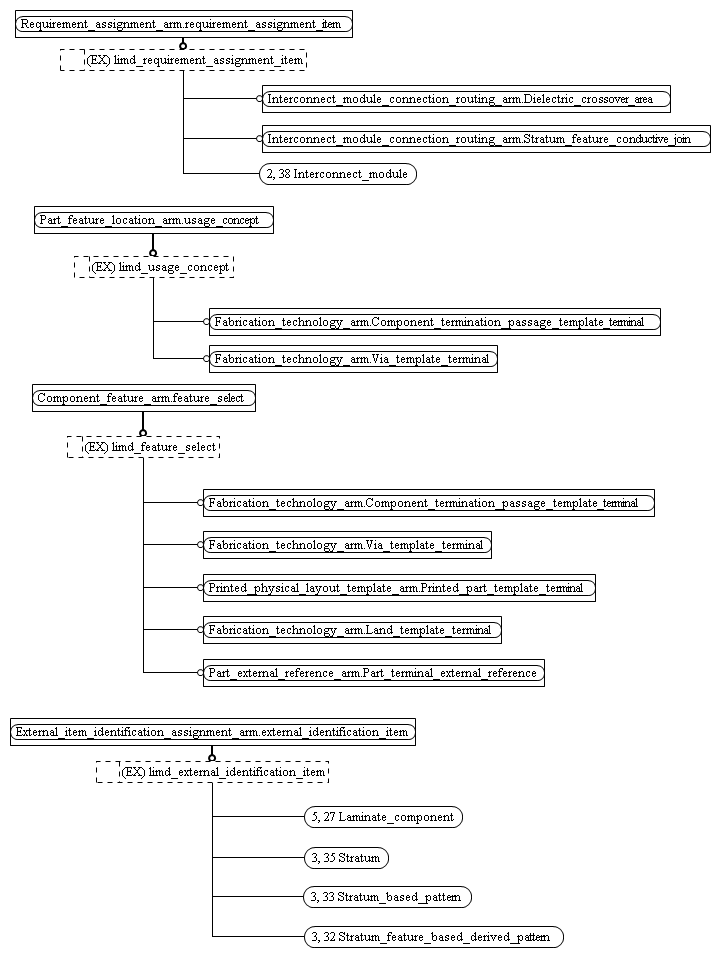 Requirement_assignment_arm.requirement_assignment_item
(EX) limd_requirement_assignment_item
Interconnect_module_connection_routing_arm.Dielectric_crossover_area
Interconnect_module_connection_routing_arm.Stratum_feature_conductive_join
2, 38 Interconnect_module
Part_feature_location_arm.usage_concept
(EX) limd_usage_concept
Fabrication_technology_arm.Component_termination_passage_template_terminal
Fabrication_technology_arm.Via_template_terminal
Component_feature_arm.feature_select
(EX) limd_feature_select
Fabrication_technology_arm.Component_termination_passage_template_terminal
Fabrication_technology_arm.Via_template_terminal
Printed_physical_layout_template_arm.Printed_part_template_terminal
Fabrication_technology_arm.Land_template_terminal
Part_external_reference_arm.Part_terminal_external_reference
External_item_identification_assignment_arm.external_identification_item
(EX) limd_external_identification_item
5, 27 Laminate_component
3, 35 Stratum
3, 33 Stratum_based_pattern
3, 32 Stratum_feature_based_derived_pattern